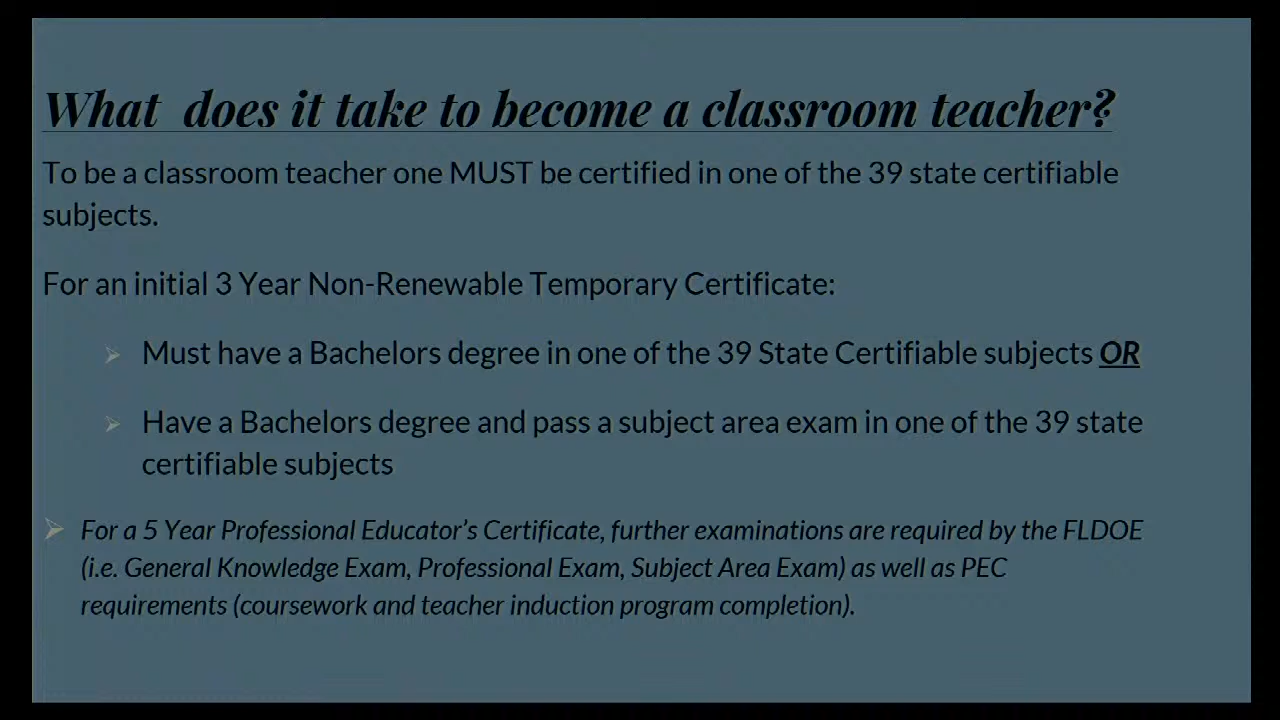 What does it take to become a classroom teacher?
To be a classroom teacher one MUST be certified in one of the 39 state certifiable
subjects.
For an initial 3 Year Non-Renewable Temporary Certificate:
Must have a Bachelors degree in one of the 39 State Certifiable subjects OR
Have a Bachelors degree and pass a subject area exam in one of the 39 state
certifiable subjects
For a 5 Year Professional Educator’s Certificate, further examinations are required by the FLDOE
(i.e. General Knowledge Exam, Professional Exam, Subject Area Exam) as well as PEC
requirements (coursework and teacher induction program completion).